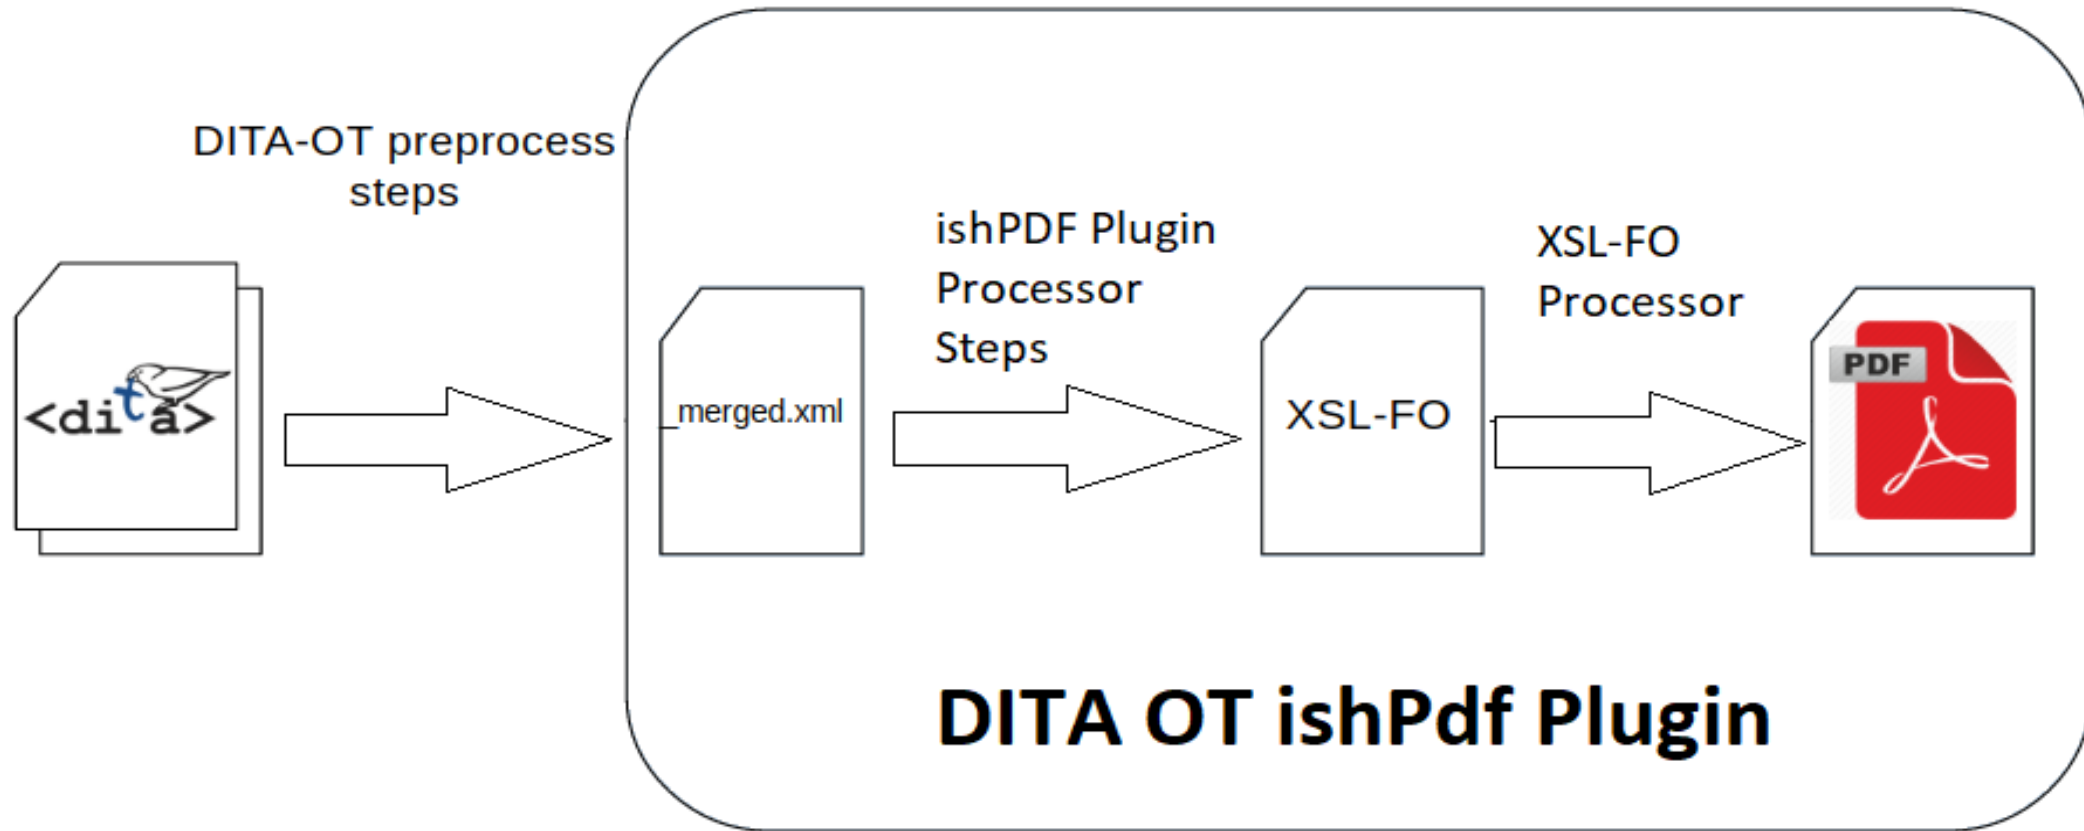 DITA-OT preprocess
steps
<dita>
_merged.xml
ishPDF Plugin
Processor
Steps
XSL-FO
XSL-FO
Processor
PDF
DITA OT ishPdf Plugin